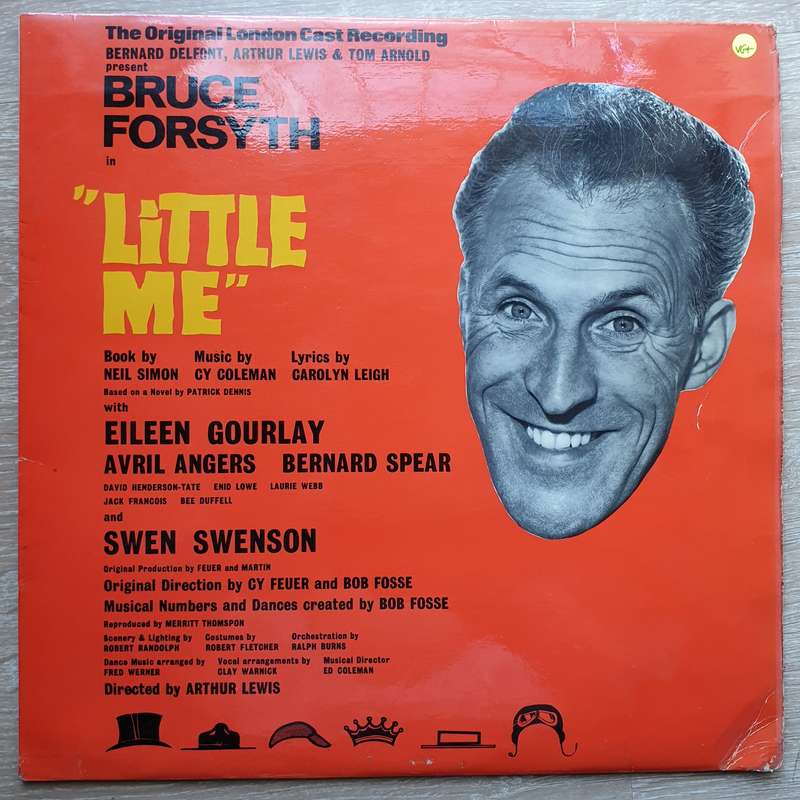 The Original London Cast Recording
BERNARD DELFONT, ARTHUR LEWIS & TOM ARNOLD
present
BRUCE
FORSYTH
in
"LiTTLE
ME"
Book by Music by Lyrics by
NEIL SIMON CY COLEMAN CAROLYN LEIGH
Based on a Novel by PATRICK DENNIS
with
EILEEN GOURLAY
AVRIL ANGERS BERNARD SPEAR
DAVID HENDERSON-TATE ENID LOWE LAURIE WEBB
JACK FRANCOIS BEE DUFFELL
and
SWEN SWENSON
Original Production by FEUER and MARTIN
Original Direction by CY FEUER and BOB FOSSE
Musical Numbers and Dances created by BOB FOSSE
Reproduced by MERRITT THOMSPON
Scenery & Lighting by Costumes by Orchestration by
ROBERT RANDOLPH ROBERT FLETCHER RALPH BURNS
Dance Music arranged by Vocal arrangements by Musical Director
FRED WERNER CLAY WARNICK ED COLEMAN
Directed by ARTHUR LEWIS
VG+